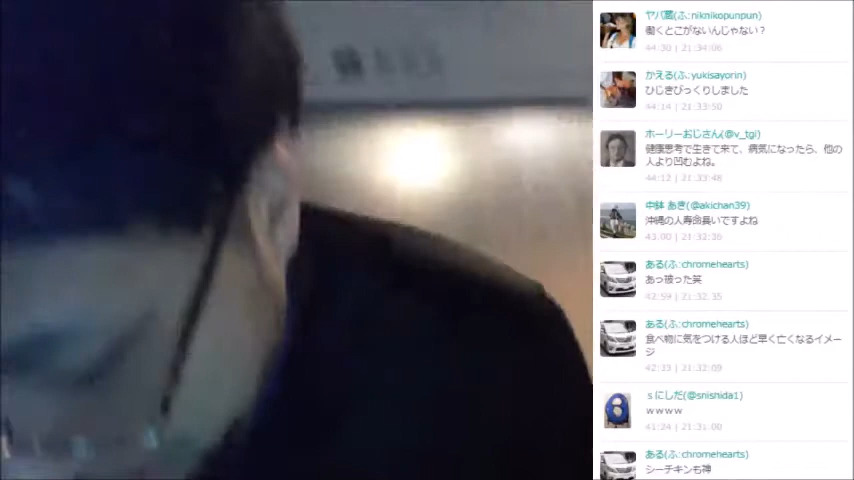 ヤバ蔵(ふ:niknikopunpun)
働くとこがないんじゃない？
44:30 | 21:34:06
かえる(ふ:yukisayorin)
ひじきびっくりしました
44:14 | 21:33:50
ホーリーおじさん(@v_tgi)
健康思考で生きて来て、病気になったら、他の
人より凹むよね。
44:12 | 21:33:48
中鉢 あき(@akichan39)
沖縄の人寿命長いですよね
43:00 | 21:32:36
ある(ふ:chromehearts)
あっ被った笑
42:59 | 21:32:35
ある(ふ:chromehearts)
食べ物に気をつける人ほど早く亡くなるイメー
ジ
42:33 | 21:32:09
sにしだ(@snishida1)
ｗｗｗｗ
41:24 | 21:31:00
ある(ふ:chromehearts)
シーチキンも神